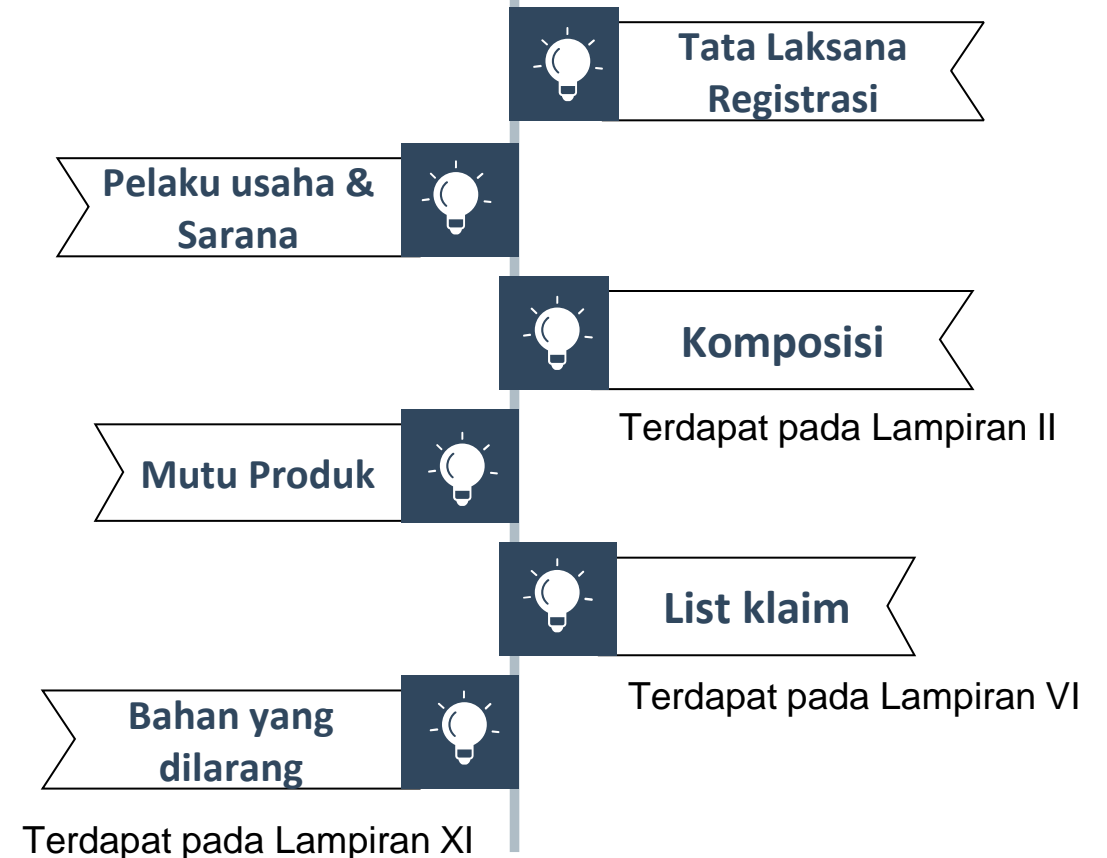 Tata Laksana
Registrasi
Pelaku usaha &
Sarana
Komposisi
Terdapat pada Lampiran II
Mutu Produk
List klaim
Terdapat pada Lampiran VI
Bahan yang
dilarang
Terdapat pada Lampiran XI